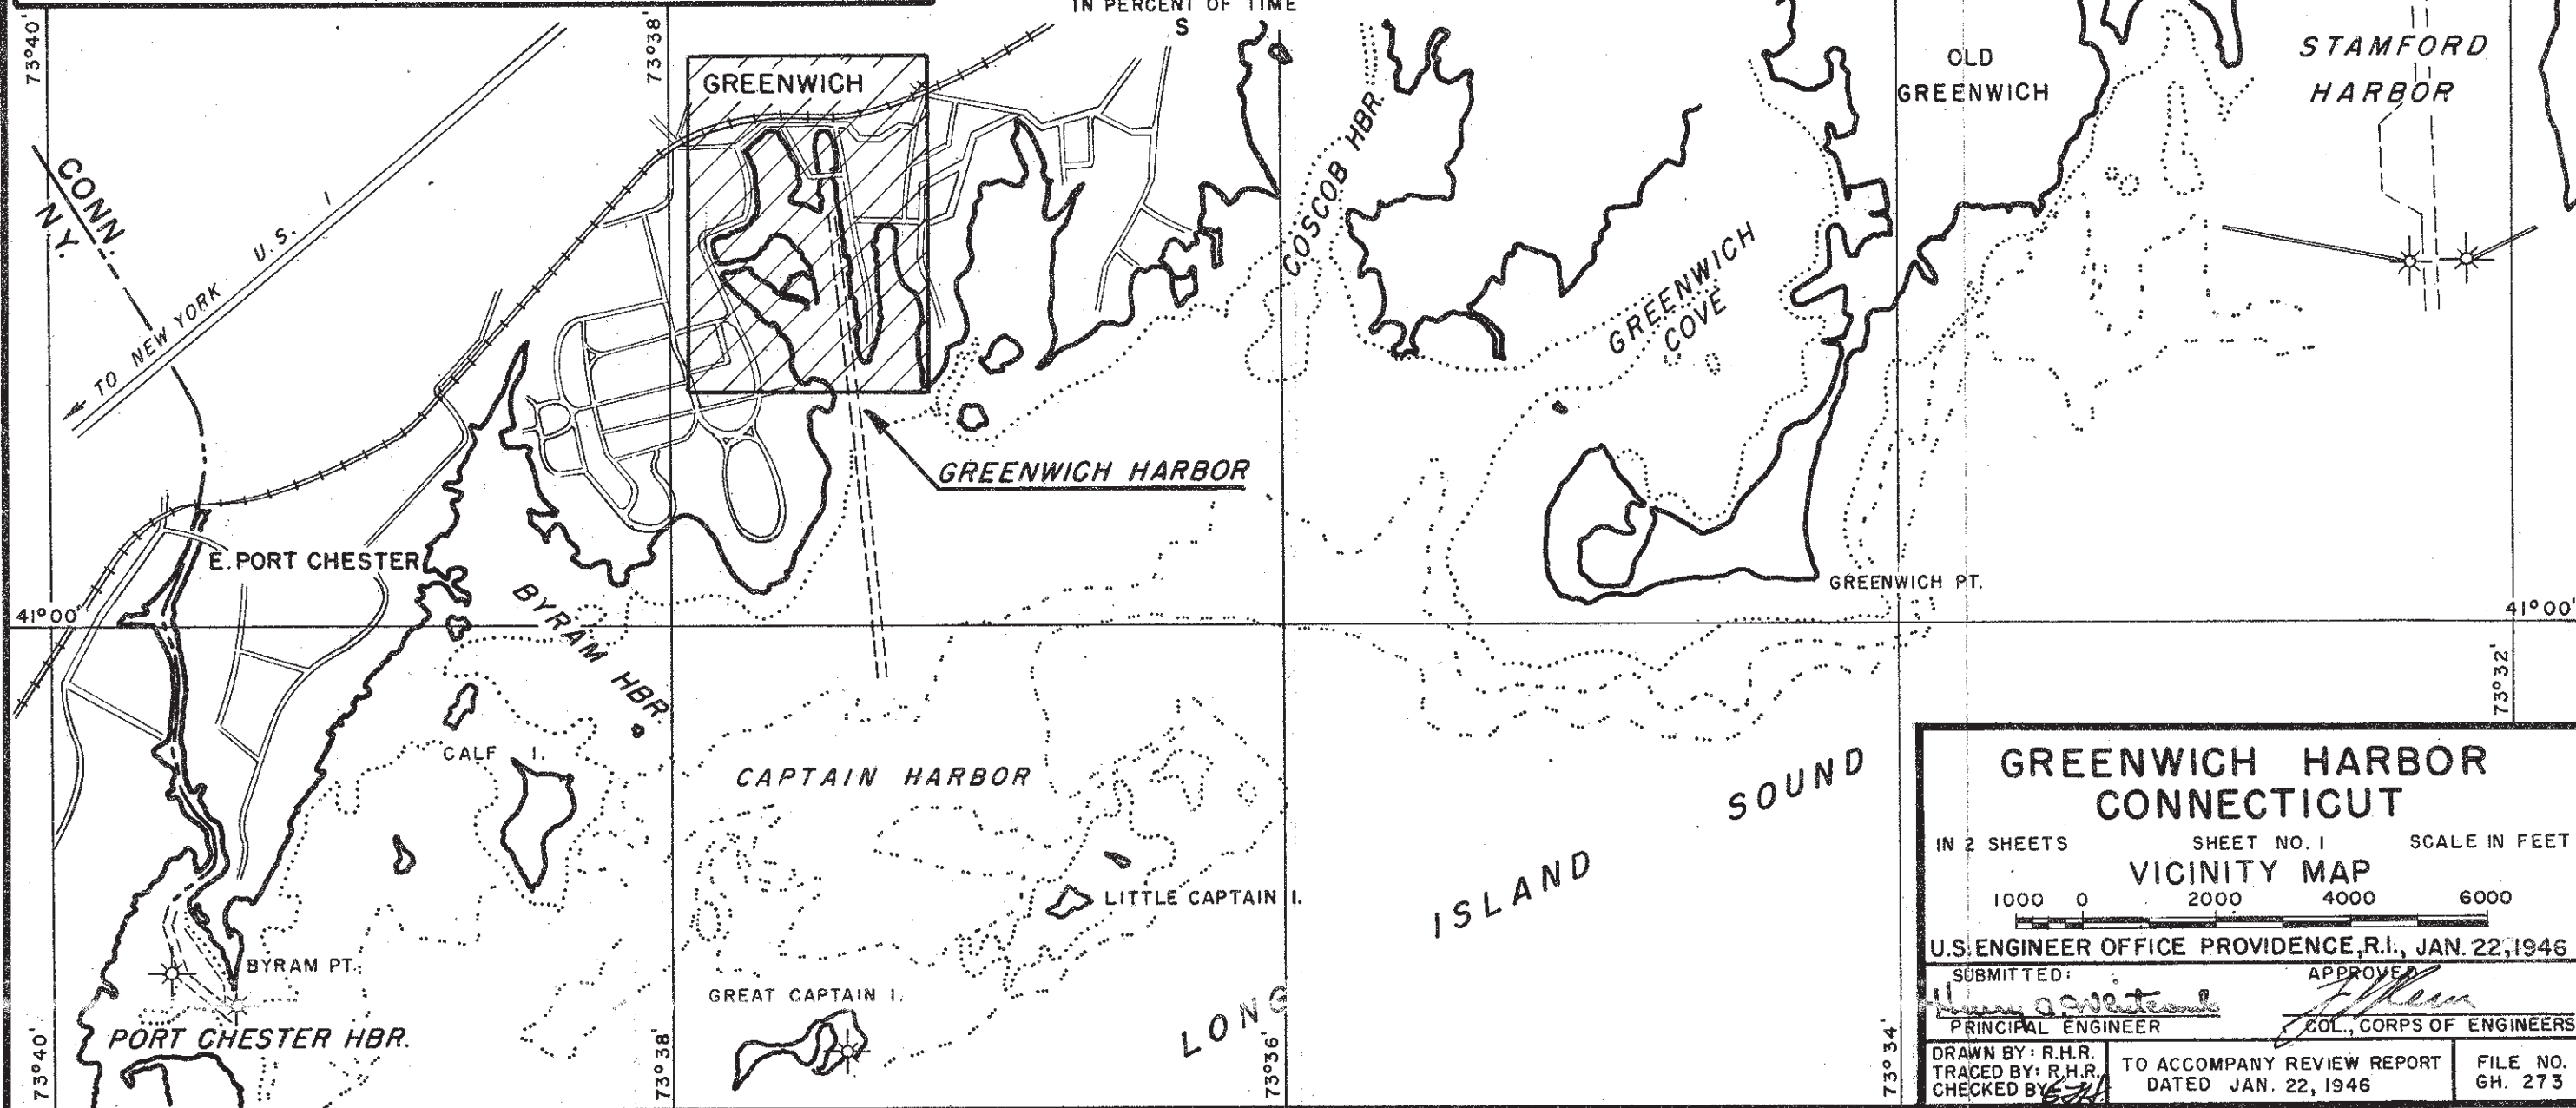 IN PERCENT OF TIME
S
73°40'
73°38'
GREENWICH
OLD
GREENWICH
STAMFORD
HARBOR
COSCOB HBR.
CONN.
N.Y.
U.S. 1
TO NEW YORK
GREENWICH
COVE
GREENWICH HARBOR
E. PORT CHESTER
GREENWICH PT.
41°00'
41°00'
BYRAM HBR.
73°32'
CALF I.
CAPTAIN HARBOR
LONG ISLAND SOUND
LITTLE CAPTAIN I.
BYRAM PT.
GREAT CAPTAIN I.
PORT CHESTER HBR.
73°40'
73°38'
73°36'
73°34'
GREENWICH HARBOR
CONNECTICUT
IN 2 SHEETS SHEET NO. 1 SCALE IN FEET
VICINITY MAP
1000 0 2000 4000 6000
U.S. ENGINEER OFFICE PROVIDENCE, R.I., JAN. 22, 1946
SUBMITTED: APPROVED
PRINCIPAL ENGINEER COL., CORPS OF ENGINEERS
DRAWN BY: R.H.R.
TRACED BY: R.H.R.
CHECKED BY
TO ACCOMPANY REVIEW REPORT
DATED JAN. 22, 1946
FILE NO.
GH. 273